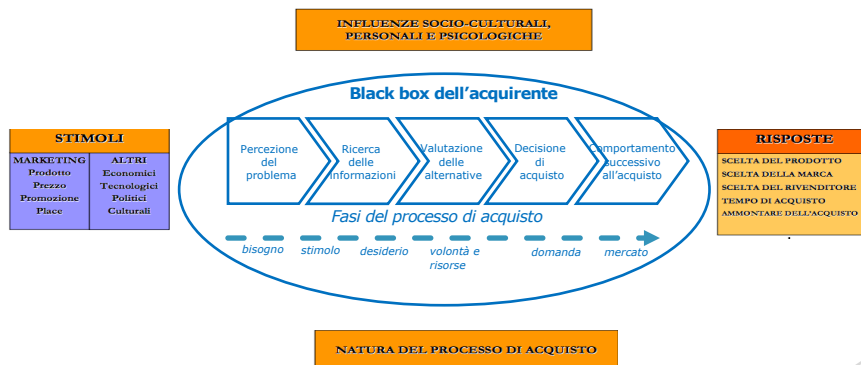 INFLUENZE SOCIO-CULTURALI,
PERSONALI E PSICOLOGICHE
Black box dell'acquirente
STIMOLI
MARKETING
Prodotto
Prezzo
Promozione
Place
ALTRI
Economici
Tecnologici
Politici
Culturali
Percezione
del
problema
Ricerca
delle
informazioni
Valutazione
delle
alternative
Decisione
di
acquisto
Comportamento
successivo
all'acquisto
Fasi del processo di acquisto
bisogno
stimolo
desiderio
volontà e
risorse
domanda
mercato
RISPOSTE
SCELTA DEL PRODOTTO
SCELTA DELLA MARCA
SCELTA DEL RIVENDITORE
TEMPO DI ACQUISTO
AMMONTARE DELL'ACQUISTO
.
NATURA DEL PROCESSO DI ACQUISTO